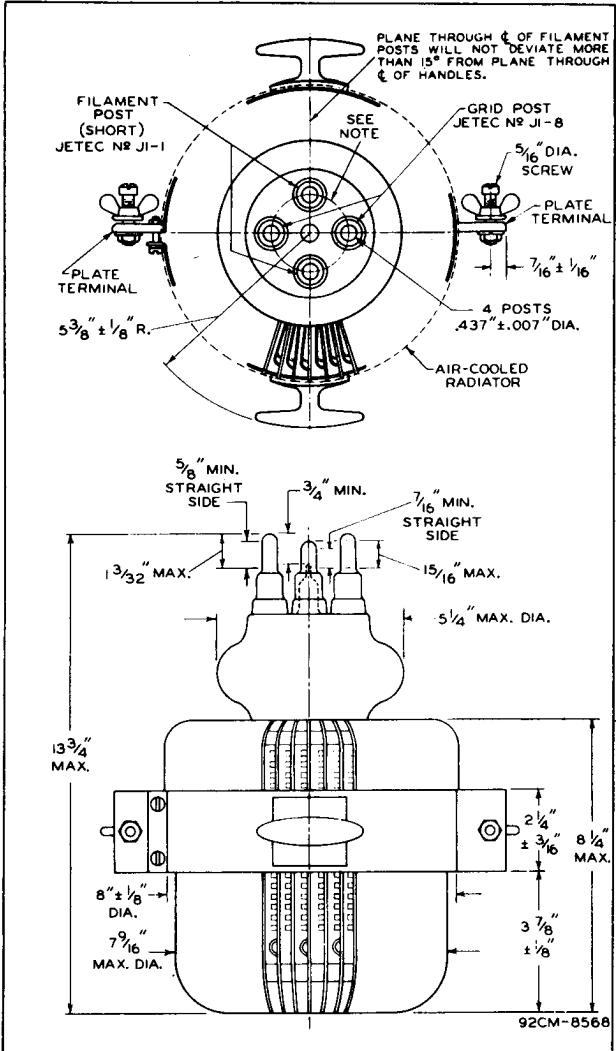 PLANE THROUGH ℄ OF FILAMENT
POSTS WILL NOT DEVIATE MORE
THAN 15° FROM PLANE THROUGH
℄ OF HANDLES.
FILAMENT
POST
(SHORT)
JETEC Nº J1-1
SEE
NOTE
GRID POST
JETEC Nº J1-8
5/16" DIA.
SCREW
PLATE
TERMINAL
PLATE
TERMINAL
7/16" ± 1/16"
5 3/8" ± 1/8" R.
4 POSTS
.437" ±.007" DIA.
AIR-COOLED
RADIATOR
5/8" MIN.
STRAIGHT
SIDE
3/4" MIN.
7/16" MIN.
STRAIGHT
SIDE
1 3/32" MAX.
15/16" MAX.
5 1/4" MAX. DIA.
13 3/4"
MAX.
2 1/4"
± 3/16"
8 1/4"
MAX.
8" ± 1/8"
DIA.
7 9/16"
MAX. DIA.
3 7/8"
± 1/8"
92CM-8568